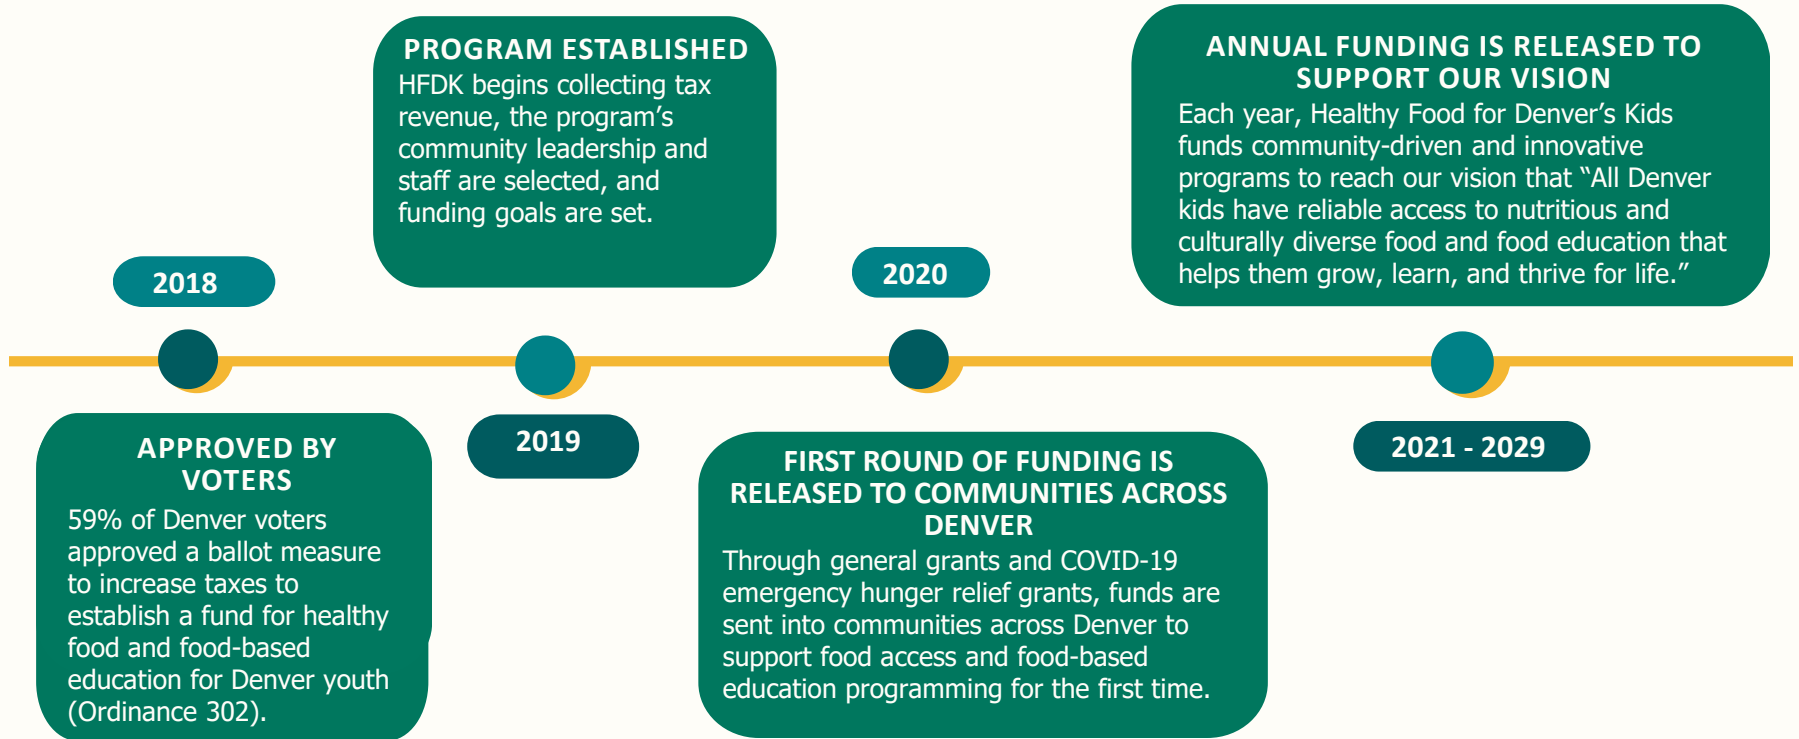 2018
APPROVED BY
VOTERS
59% of Denver voters
approved a ballot measure
to increase taxes to
establish a fund for healthy
food and food-based
education for Denver youth
(Ordinance 302).
PROGRAM ESTABLISHED
HFDK begins collecting tax
revenue, the program’s
community leadership and
staff are selected, and
funding goals are set.
2019
2020
FIRST ROUND OF FUNDING IS
RELEASED TO COMMUNITIES ACROSS
DENVER
Through general grants and COVID-19
emergency hunger relief grants, funds are
sent into communities across Denver to
support food access and food-based
education programming for the first time.
ANNUAL FUNDING IS RELEASED TO
SUPPORT OUR VISION
Each year, Healthy Food for Denver’s Kids
funds community-driven and innovative
programs to reach our vision that “All Denver
kids have reliable access to nutritious and
culturally diverse food and food education that
helps them grow, learn, and thrive for life.”
2021 - 2029